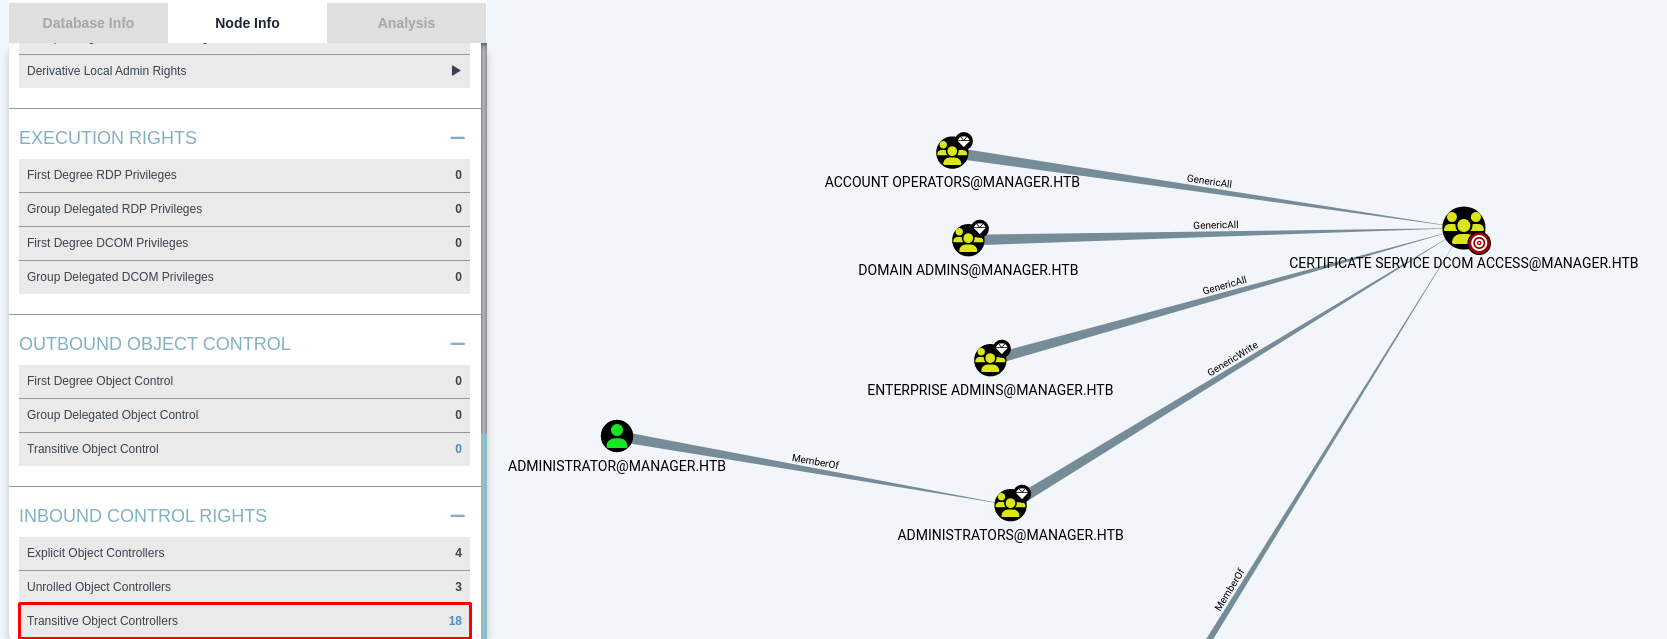 Database Info
Node Info
Analysis
Derivative Local Admin Rights
EXECUTION RIGHTS
First Degree RDP Privileges 0
Group Delegated RDP Privileges 0
First Degree DCOM Privileges 0
Group Delegated DCOM Privileges 0
OUTBOUND OBJECT CONTROL
First Degree Object Control 0
Group Delegated Object Control 0
Transitive Object Control 0
INBOUND CONTROL RIGHTS
Explicit Object Controllers 4
Unrolled Object Controllers 3
Transitive Object Controllers 18
ACCOUNT OPERATORS@MANAGER.HTB
GenericAll
DOMAIN ADMINS@MANAGER.HTB
GenericAll
CERTIFICATE SERVICE DCOM ACCESS@MANAGER.HTB
GenericAll
ENTERPRISE ADMINS@MANAGER.HTB
GenericWrite
ADMINISTRATOR@MANAGER.HTB
MemberOf
ADMINISTRATORS@MANAGER.HTB
MemberOf